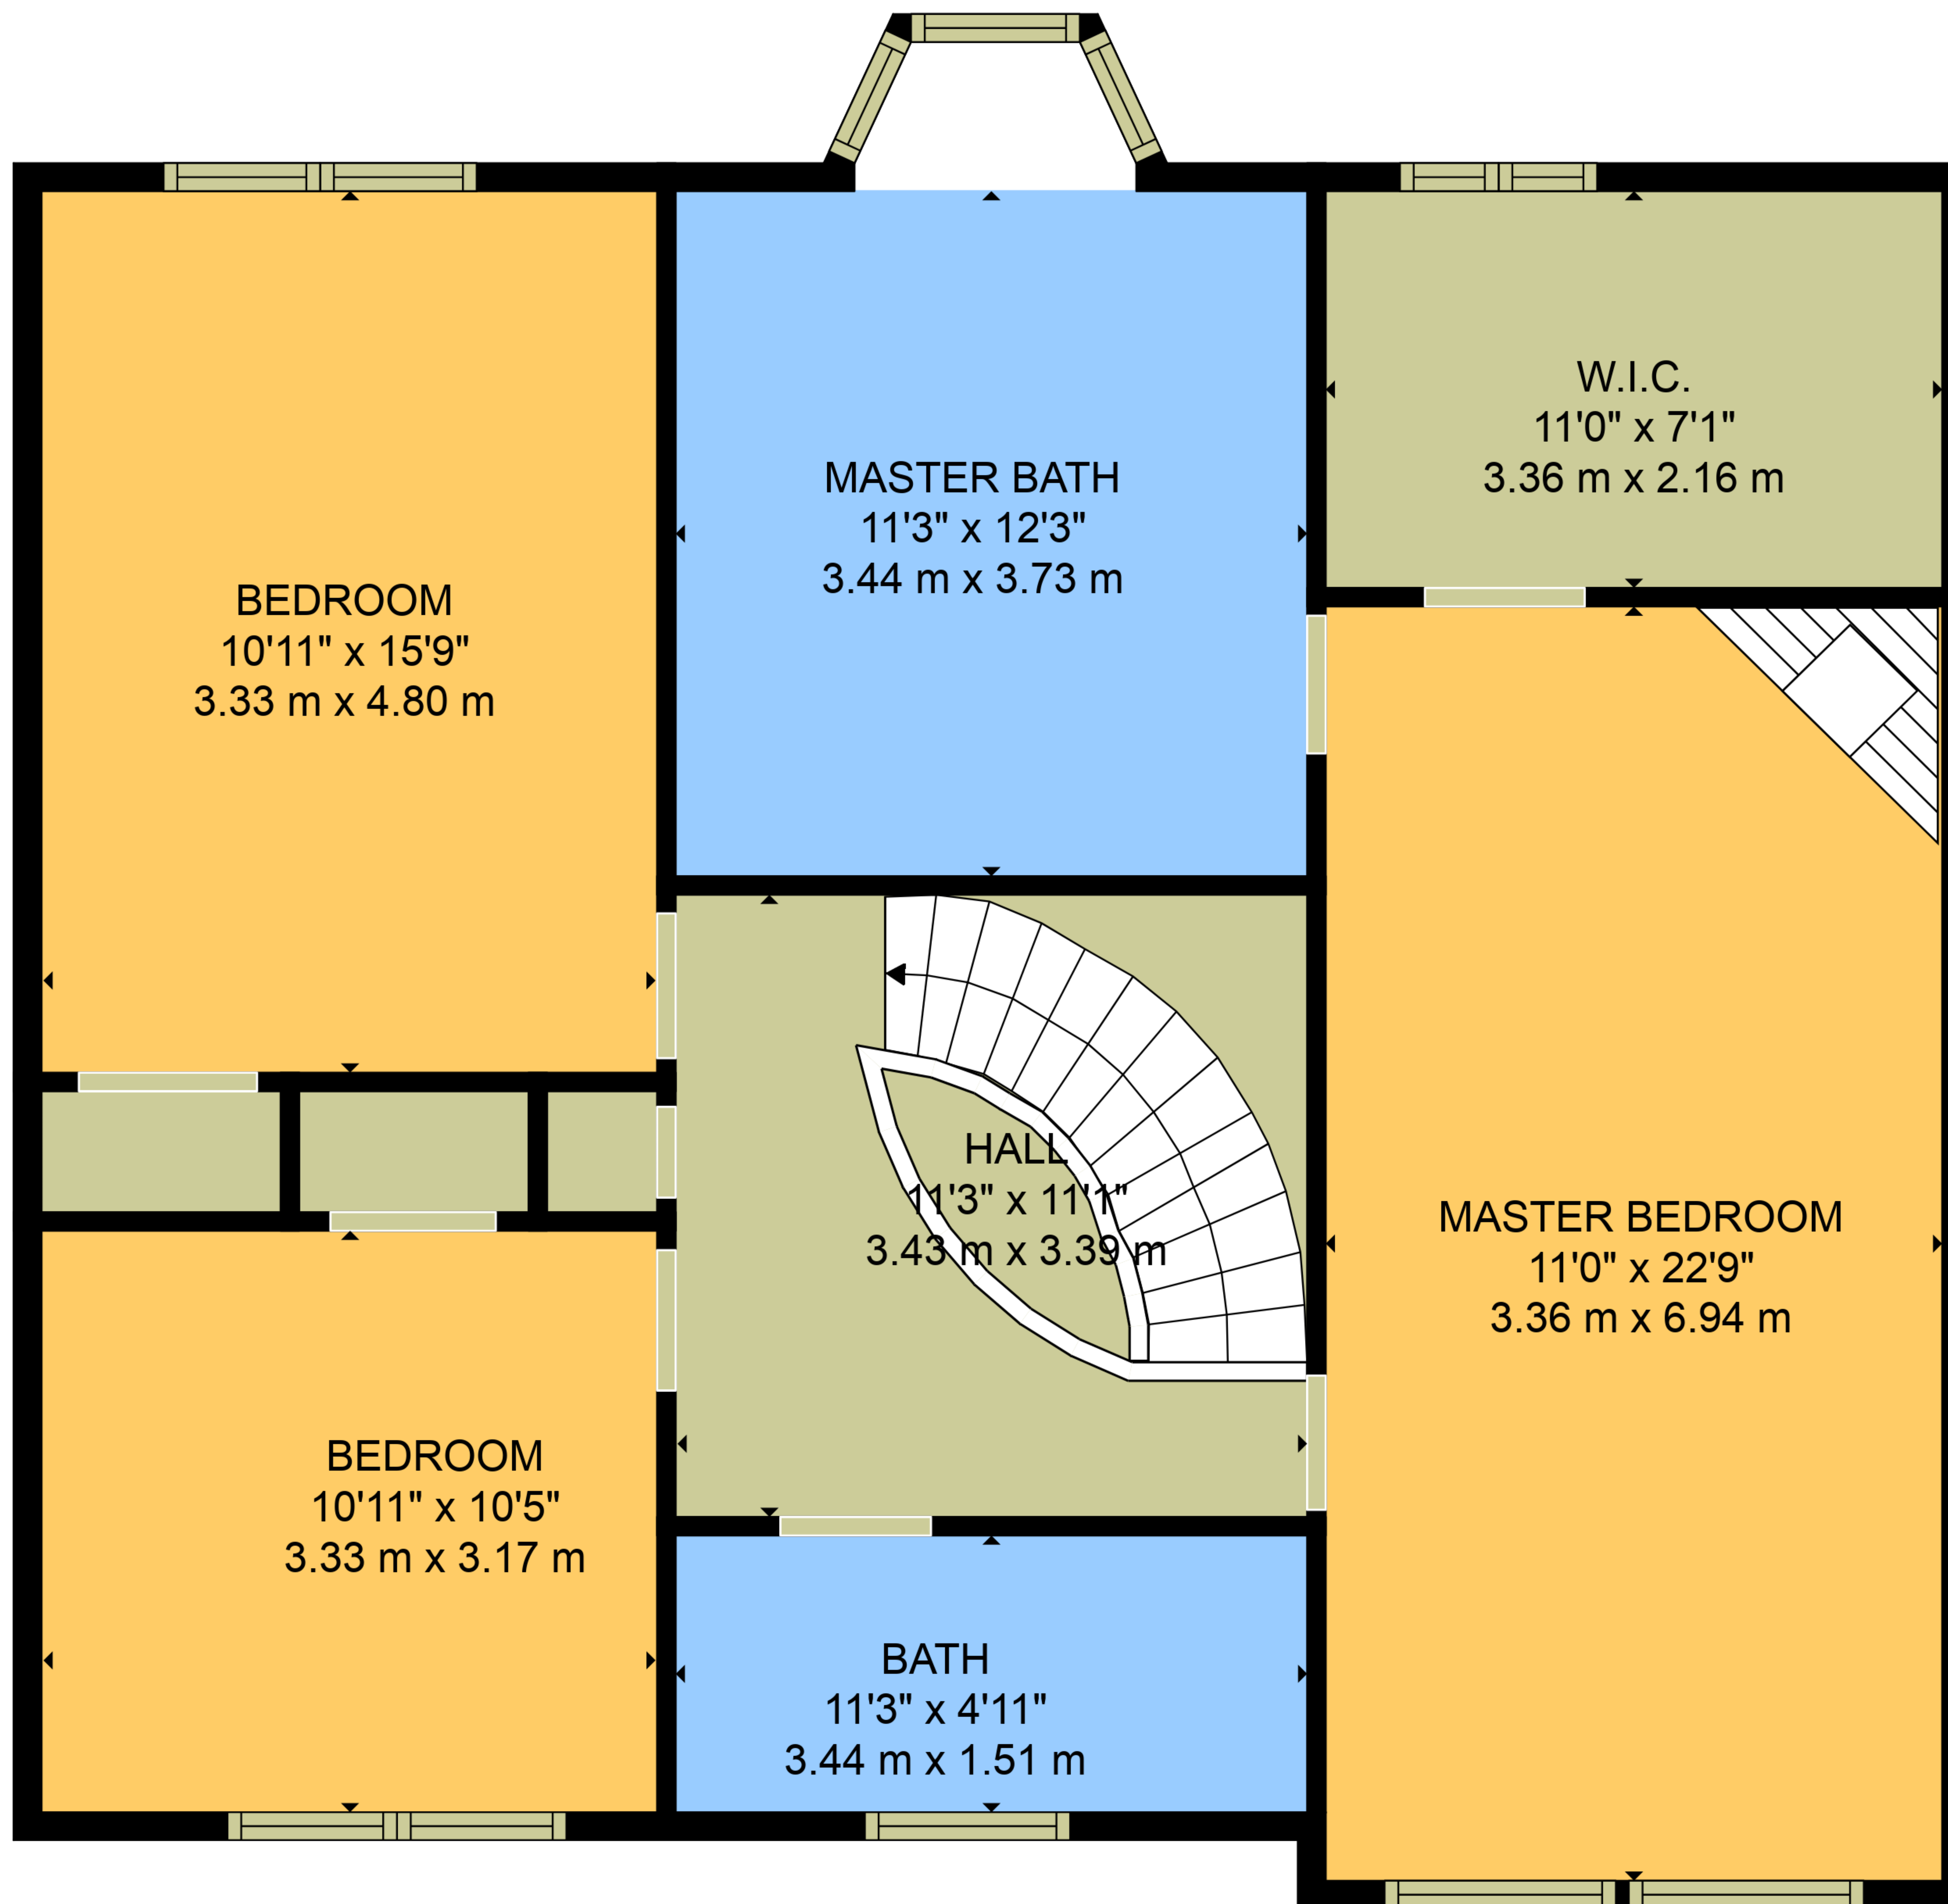 W.I.C.
11'0" x 7'1"
3.36 m x 2.16 m
MASTER BATH
11'3" x 12'3"
3.44 m x 3.73 m
BEDROOM
10'11" x 15'9"
3.33 m x 4.80 m
HALL
11'3" x 11'1"
3.43 m x 3.39 m
MASTER BEDROOM
11'0" x 22'9"
3.36 m x 6.94 m
BEDROOM
10'11" x 10'5"
3.33 m x 3.17 m
BATH
11'3" x 4'11"
3.44 m x 1.51 m